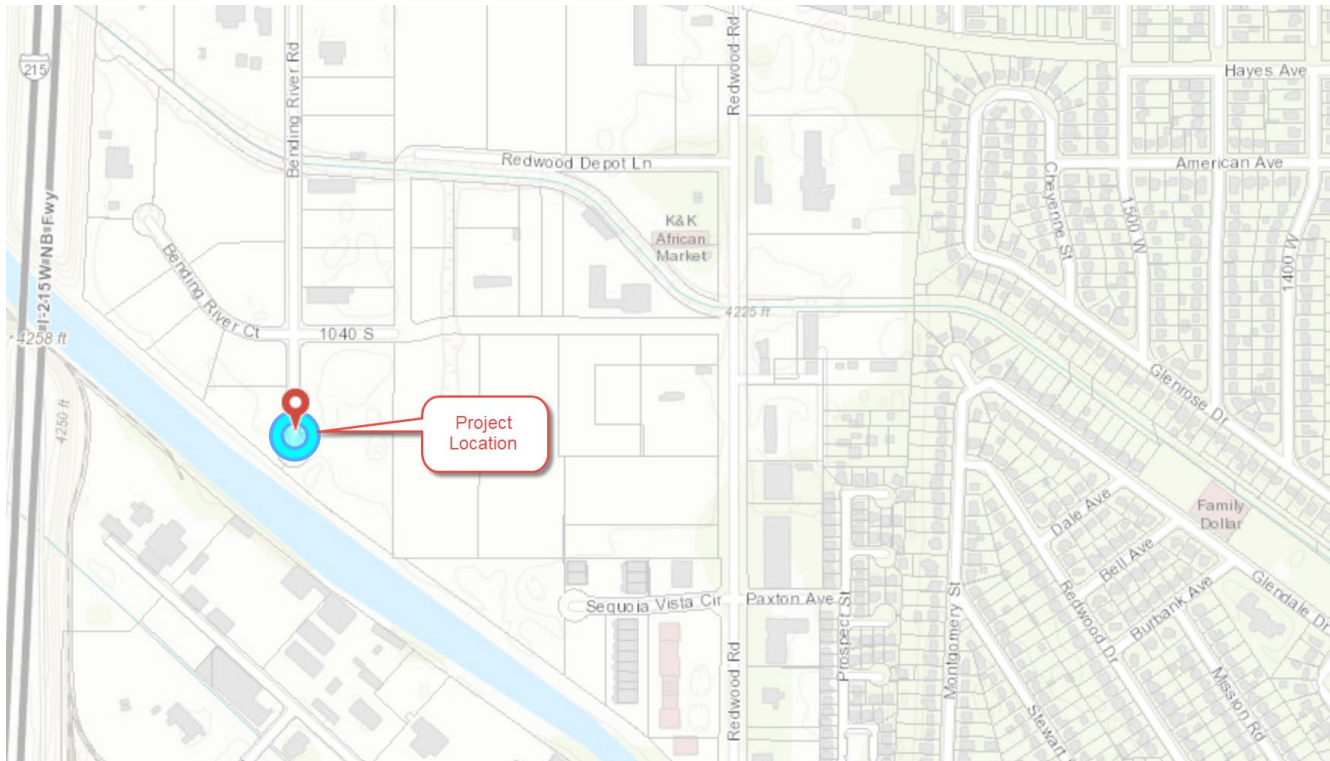 215
I-215 W NB Fwy
4258 ft
4250 ft
Bending River Rd
Bending River Ct
1040 S
Project
Location
Redwood Depot Ln
K&K
African
Market
Redwood Rd
4225 ft
Sequoia Vista Cir
Paxton Ave
Redwood Rd
Prospect St
Montgomery St
Hayes Ave
American Ave
Cheyenne St
1500 W
1400 W
Glenrose Dr
Family
Dollar
Dale Ave
Bell Ave
Burbank Ave
Glendale Dr
Redwood Dr
Mission Rd
Stewart